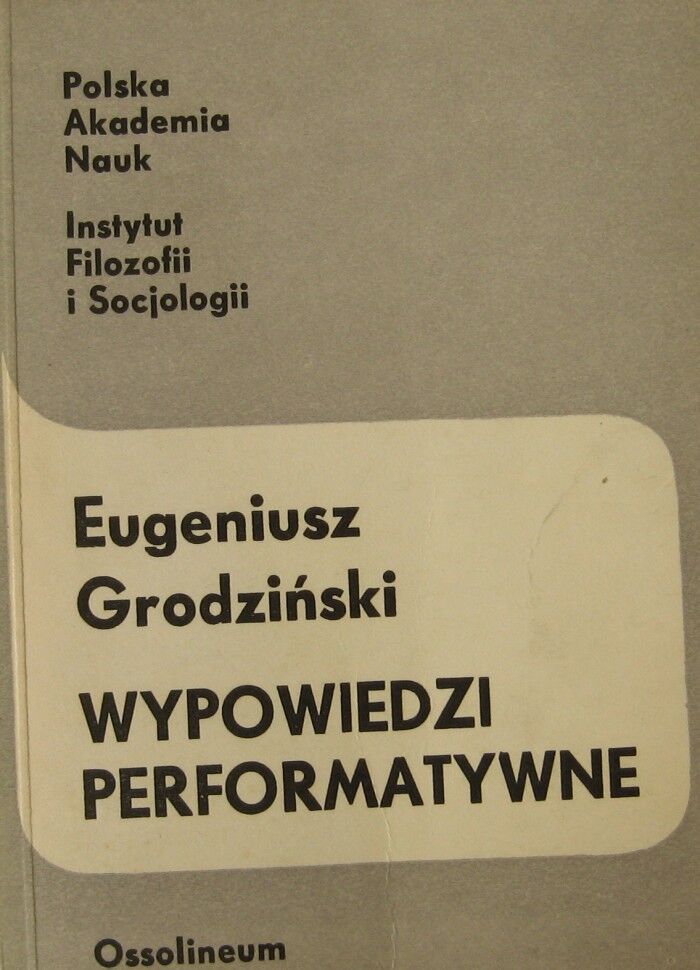 Polska
Akademia
Nauk
Instytut
Filozofii
i Socjologii
Eugeniusz
Grodziński
WYPOWIEDZI
PERFORMATYWNE
Ossolineum